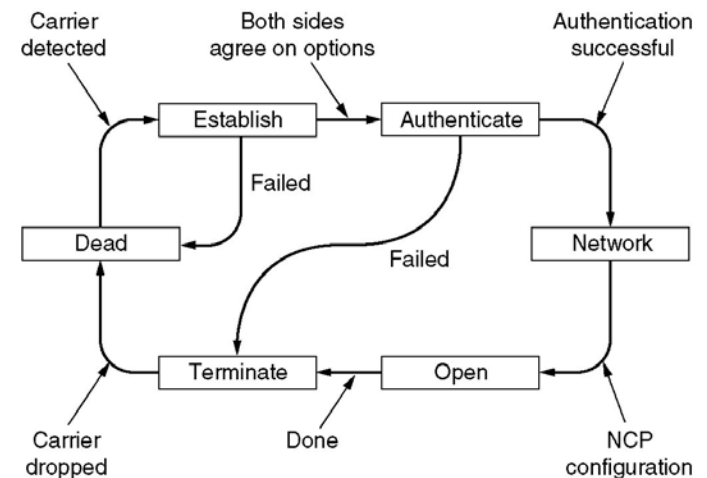 Carrier
detected
Both sides
agree on options
Authentication
successful
Establish
Authenticate
Failed
Dead
Network
Failed
Terminate
Open
Carrier
dropped
Done
NCP
configuration